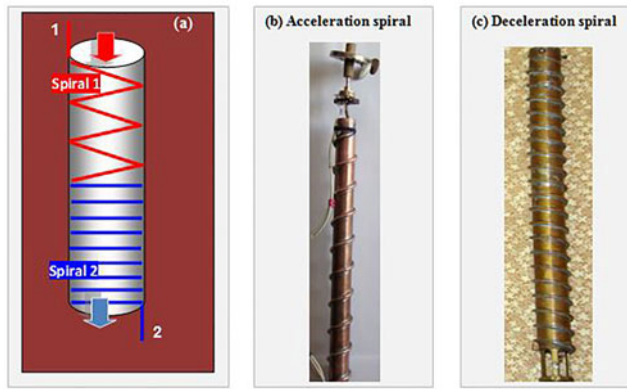 (a)
1
Spiral 1
Spiral 2
2
(b) Acceleration spiral
(c) Deceleration spiral